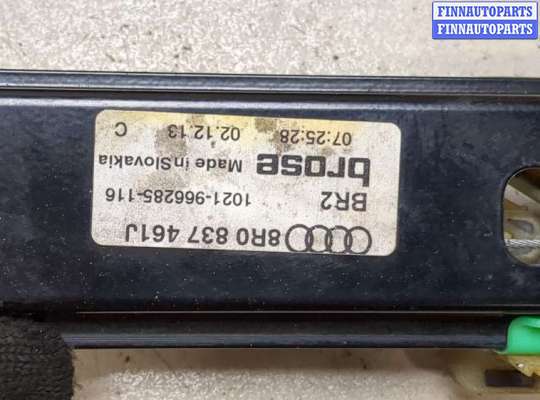 FINNAUTOPARTS
FINNAUTOPARTS
8R0 837 461J
1021-966285-116
BR2
brose Made in Slovakia
07:25:28 02.12.13 C